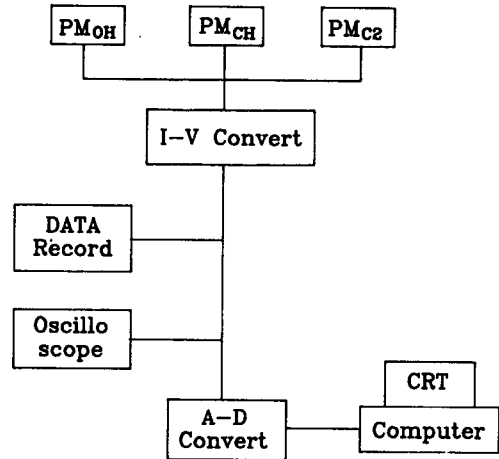 PMOH PMCH PMC2
I-V Convert
DATA
Record
Oscillo
scope
CRT
A-D
Convert
Computer